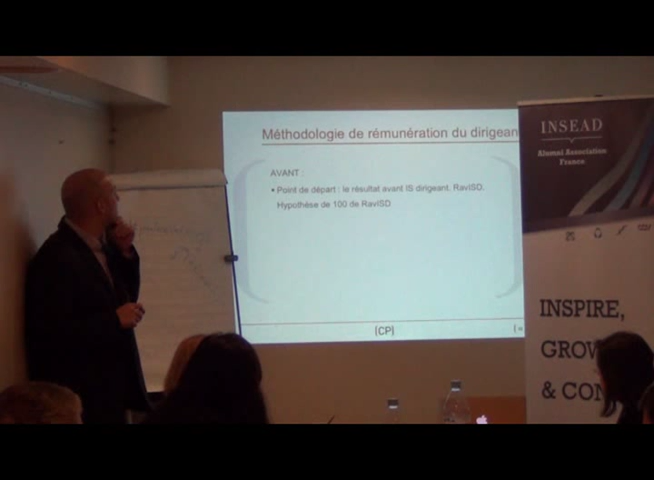 Méthodologie de rémunération du dirigean
AVANT :
• Point de départ : le résultat avant IS dirigeant. RavISD.
Hypothèse de 100 de RavISD
(CP)
INSEAD
Alumni Association
France
INSPIRE,
GROW
& CON